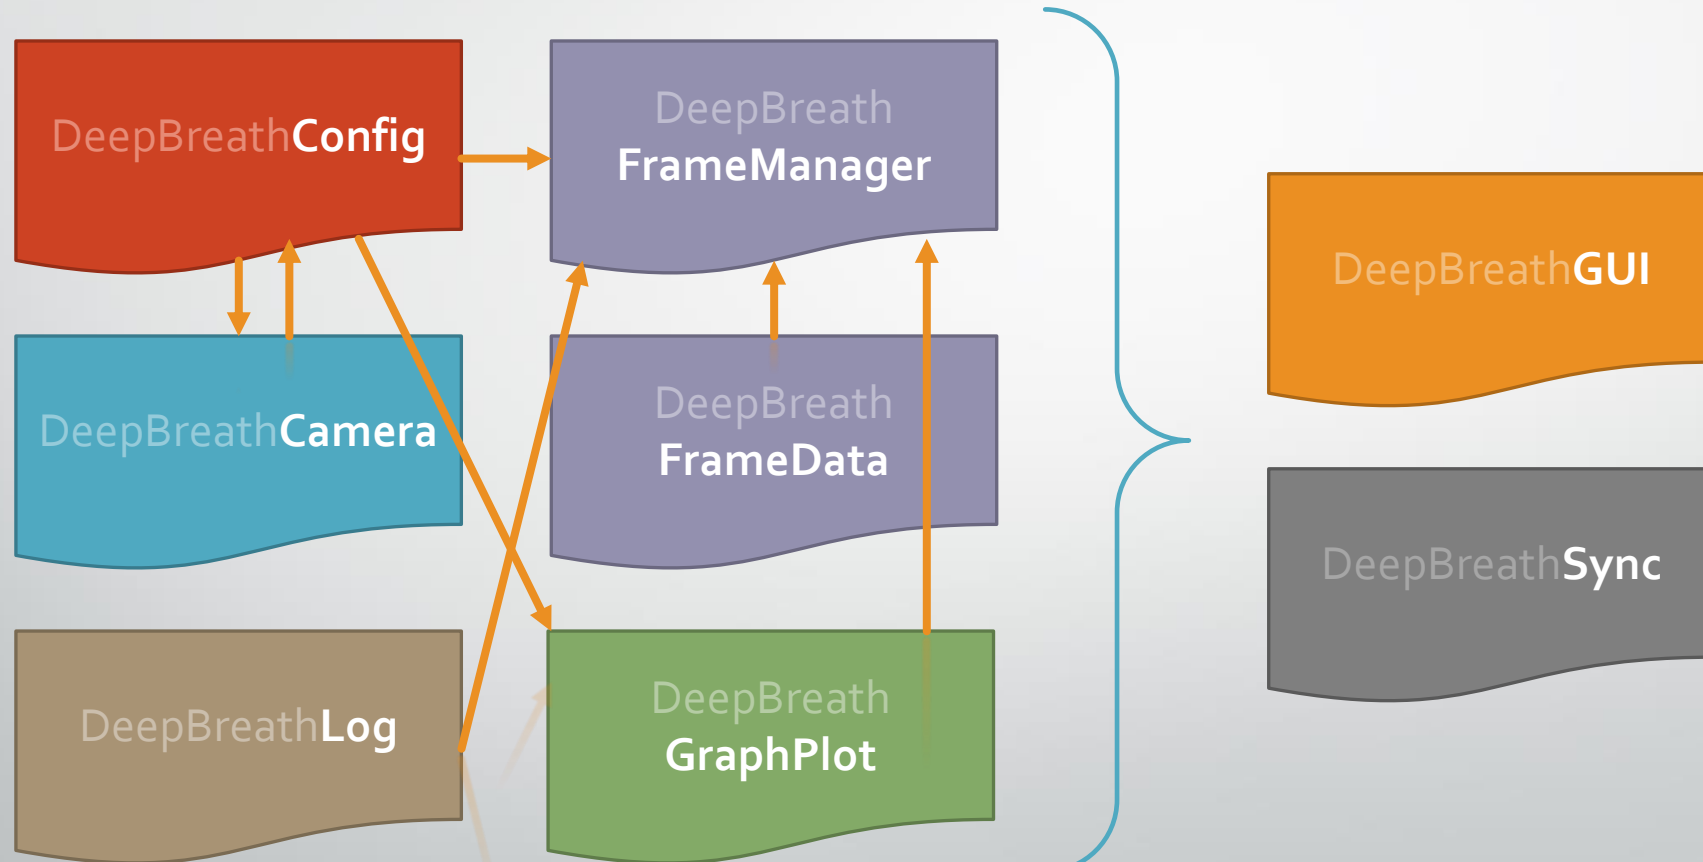 DeepBreathConfig
DeepBreath
FrameManager
DeepBreathCamera
DeepBreath
FrameData
DeepBreathLog
DeepBreath
GraphPlot
DeepBreathGUI
DeepBreathSync